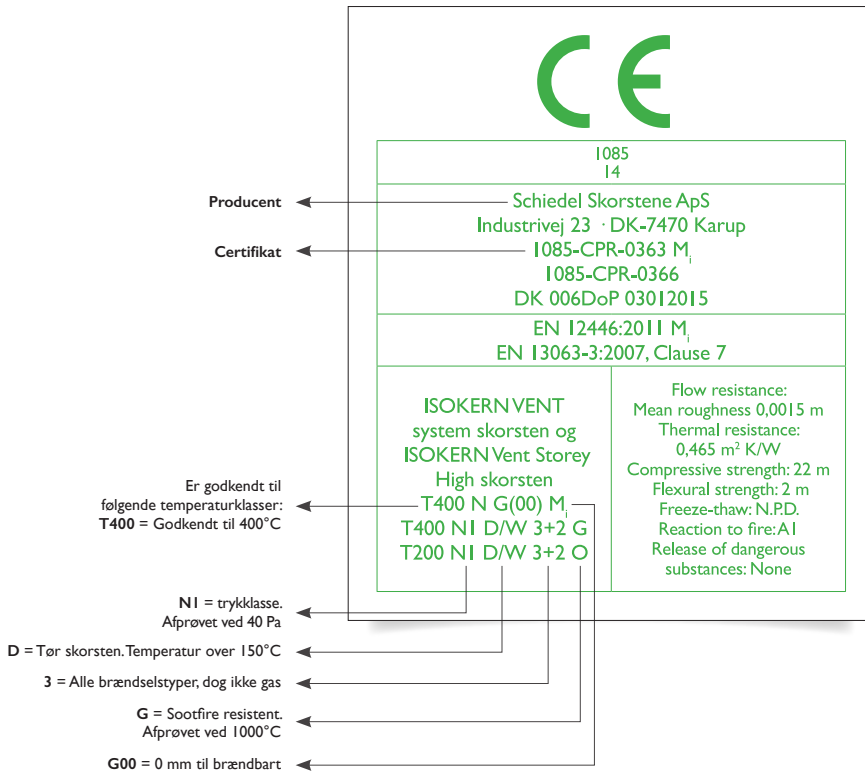 CE
1085
14
Producent
Schiedel Skorstene ApS
Industrivej 23 · DK-7470 Karup
Certifikat
1085-CPR-0363 Mi
1085-CPR-0366
DK 006DoP 03012015
EN 12446:2011 Mi
EN 13063-3:2007, Clause 7
ISOKERN VENT
system skorsten og
ISOKERN Vent Storey
High skorsten
T400 N G(00) Mi
T400 N1 D/W 3+2 G
T200 N1 D/W 3+2 O
Flow resistance:
Mean roughness 0,0015 m
Thermal resistance:
0,465 m² K/W
Compressive strength: 22 m
Flexural strength: 2 m
Freeze-thaw: N.P.D.
Reaction to fire: A1
Release of dangerous
substances: None
Er godkendt til
følgende temperaturklasser:
T400 = Godkendt til 400°C
N1 = trykklasse.
Afprøvet ved 40 Pa
D = Tør skorsten. Temperatur over 150°C
3 = Alle brændselstyper, dog ikke gas
G = Sootfire resistent.
Afprøvet ved 1000°C
G00 = 0 mm til brændbart